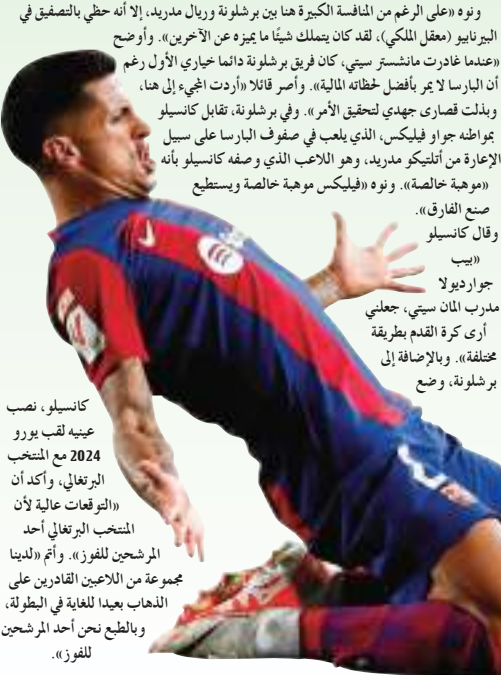 ونوه «على الرغم من المنافسة الكبيرة هنا بين برشلونة وريال مدريد، إلا أنه حظي بالتصفيق في
البيرنابيو (معقل الملكي)، لقد كان يتملك شيئا ما يميزه عن الآخرين». وأوضح
«عندما غادرت مانشستر سيتي، كان فريق برشلونة دائما خياري الأول رغم
أن البارسا لا يمر بأفضل لحظاته المالية». وأصر قائلا «أردت المجيء إلى هنا،
وبذلت قصارى جهدي لتحقيق الأمر». وفي برشلونة، تقابل كانسيلو
بمواطنه جواو فيليكس، الذي يلعب في صفوف البارسا على سبيل
الإعارة من أتلتيكو مدريد، وهو اللاعب الذي وصفه كانسيلو بأنه
«موهبة خالصة». ونوه «فيليكس موهبة خالصة ويستطيع
صنع الفارق».
وقال كانسيلو
«بيب
جوارديولا
مدرب المان سيتي، جعلني
أرى كرة القدم بطريقة
مختلفة». وبالإضافة إلى
برشلونة، وضع
كانسيلو، نصب
عينيه لقب يورو
2024 مع المنتخب
البرتغالي، وأكد أن
«التوقعات عالية لأن
المنتخب البرتغالي أحد
المرشحين للفوز». وأتم «لدينا
مجموعة من اللاعبين القادرين على
الذهاب بعيدا للغاية في البطولة،
وبالطبع نحن أحد المرشحين
للفوز».